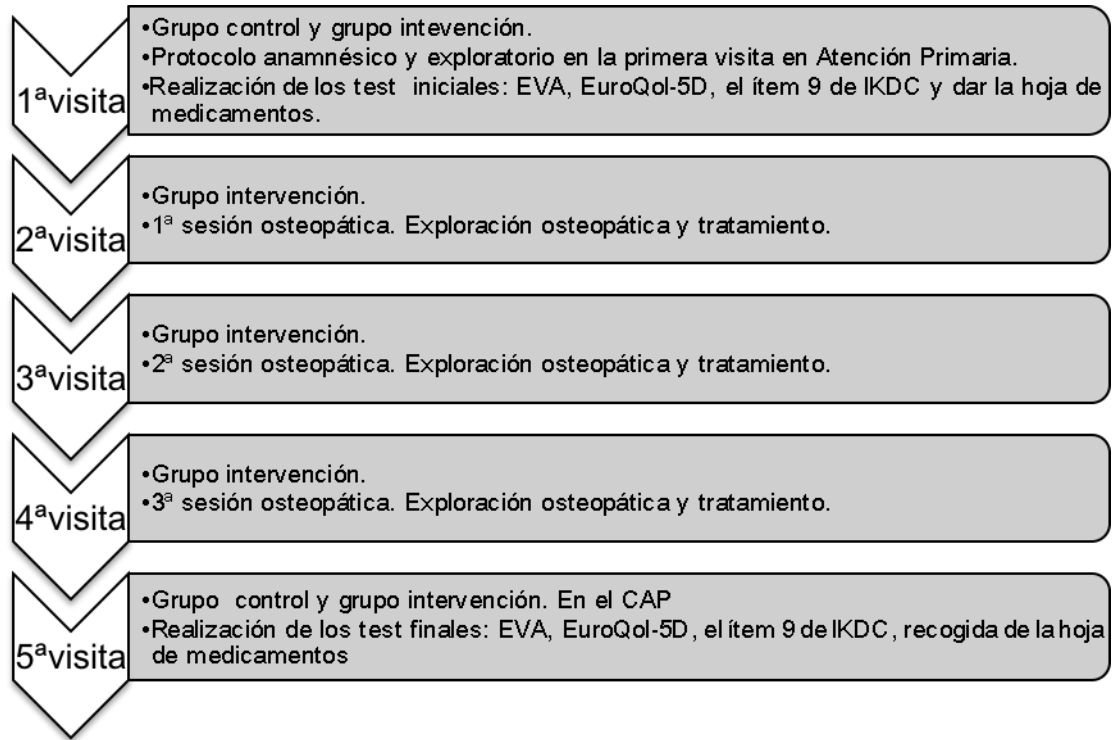 1ªvisita
•Grupo control y grupo intevención.
•Protocolo anamnésico y exploratorio en la primera visita en Atención Primaria.
•Realización de los test iniciales: EVA, EuroQol-5D, el ítem 9 de IKDC y dar la hoja de
medicamentos.
2ªvisita
•Grupo intervención.
•1ª sesión osteopática. Exploración osteopática y tratamiento.
3ªvisita
•Grupo intervención.
•2ª sesión osteopática. Exploración osteopática y tratamiento.
4ªvisita
•Grupo intervención.
•3ª sesión osteopática. Exploración osteopática y tratamiento.
5ªvisita
•Grupo control y grupo intervención. En el CAP
•Realización de los test finales: EVA, EuroQol-5D, el ítem 9 de IKDC, recogida de la hoja
de medicamentos